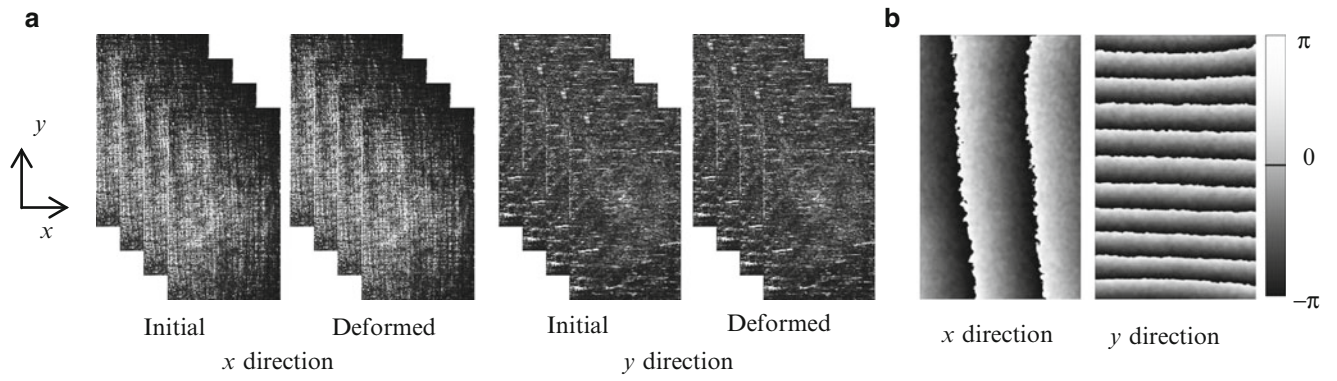 a
b
y
x
π
0
−π
Initial
Deformed
Initial
Deformed
x direction
y direction
x direction
y direction